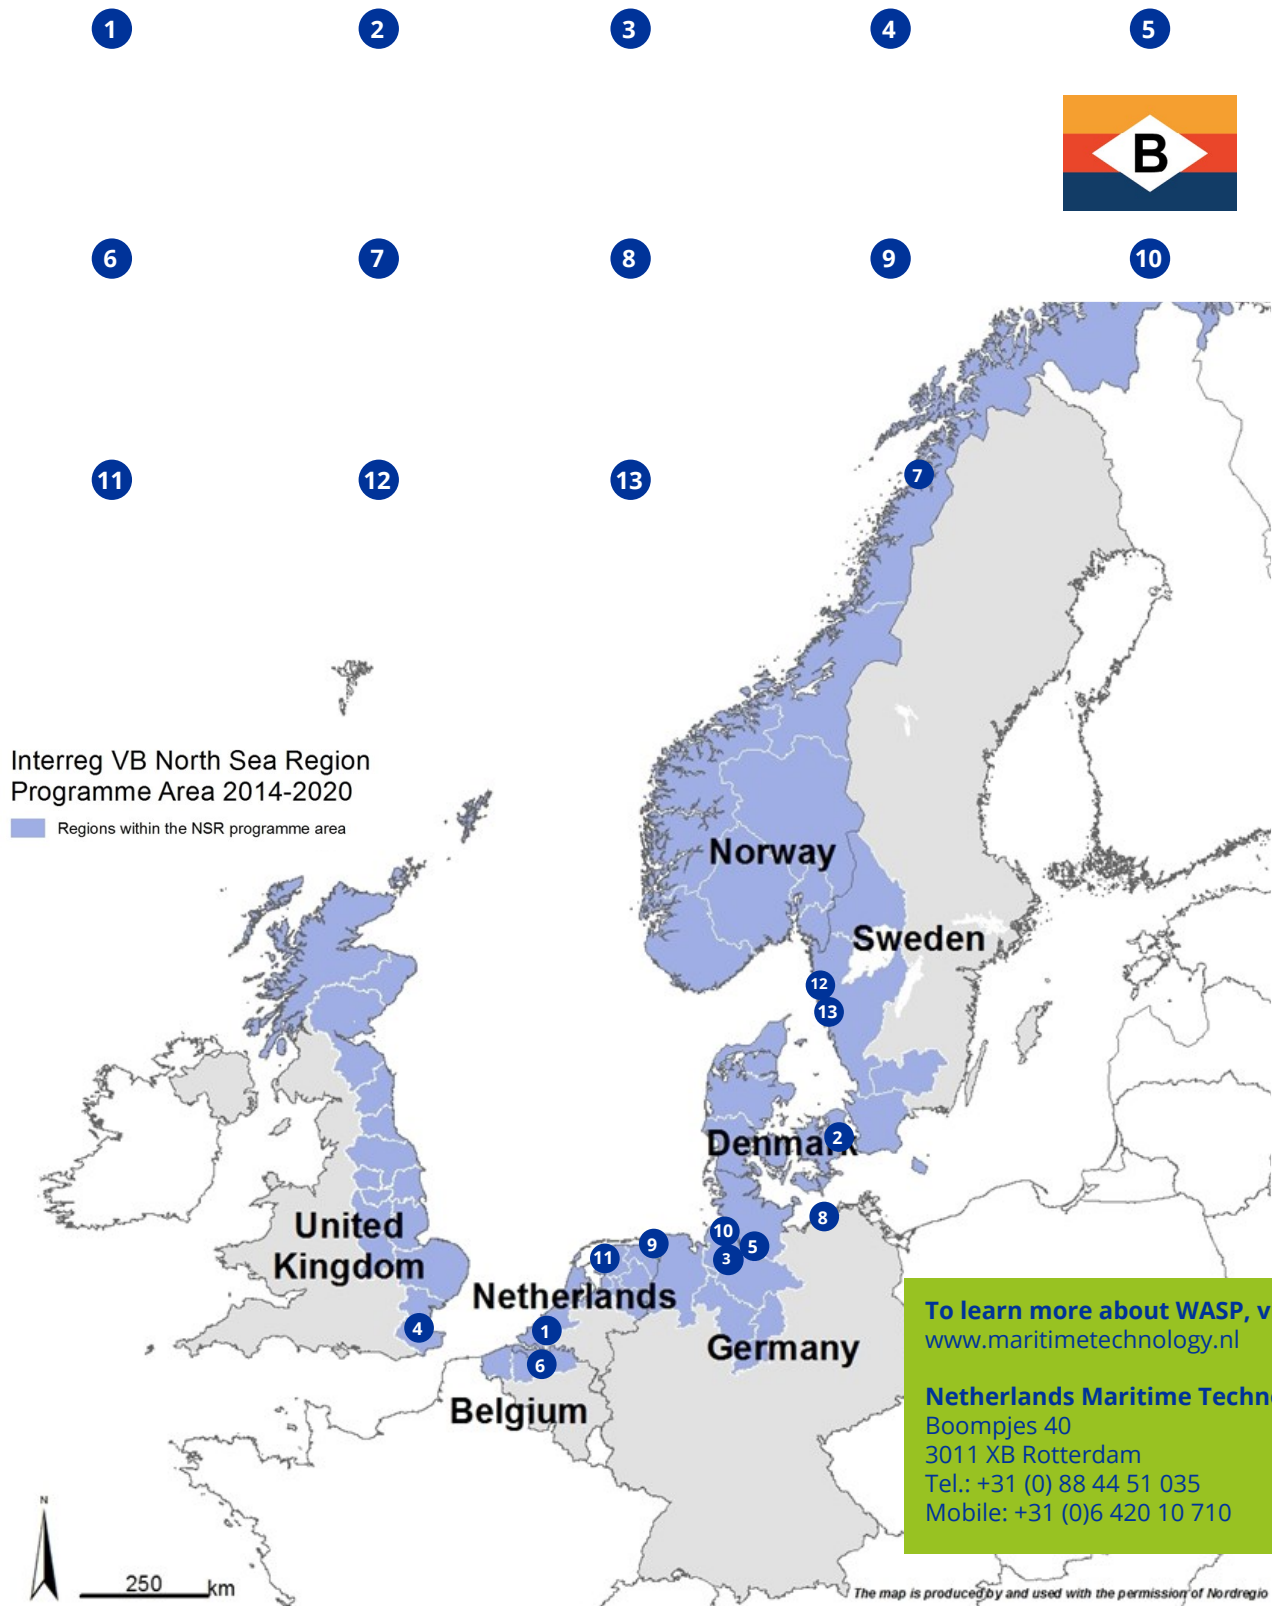 1 2 3 4 5
B
6 7 8 9 10
11 12 13
7
Interreg VB North Sea Region
Programme Area 2014-2020
Regions within the NSR programme area
Norway
Sweden
12
13
Denmark
2
8
United
Kingdom
10
9
5
11
3
Netherlands
4
1
Germany
6
Belgium
To learn more about WASP, v
www.maritimetechnology.nl
Netherlands Maritime Techn
Boompjes 40
3011 XB Rotterdam
Tel.: +31 (0) 88 44 51 035
Mobile: +31 (0)6 420 10 710
N
250 km
The map is produced by and used with the permission of Nordregio